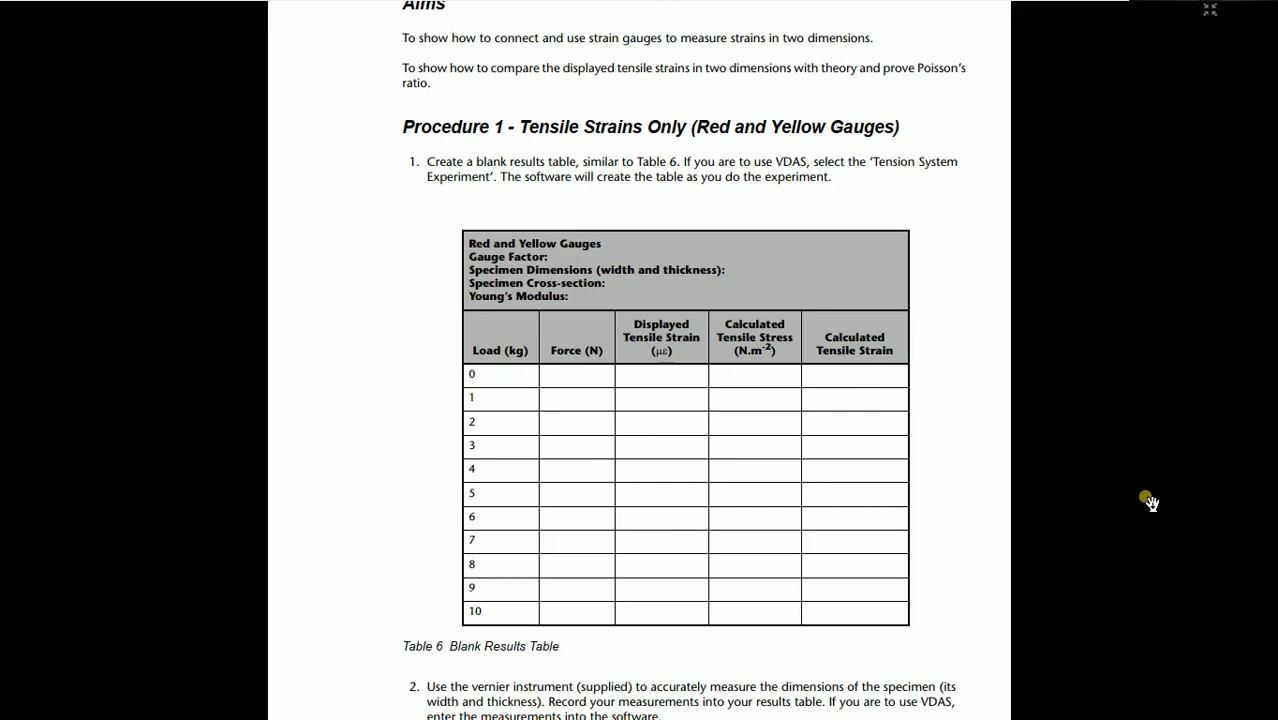 Aims
To show how to connect and use strain gauges to measure strains in two dimensions.
To show how to compare the displayed tensile strains in two dimensions with theory and prove Poisson’s
ratio.
Procedure 1 - Tensile Strains Only (Red and Yellow Gauges)
1. Create a blank results table, similar to Table 6. If you are to use VDAS, select the ‘Tension System
Experiment’. The software will create the table as you do the experiment.
Red and Yellow Gauges
Gauge Factor:
Specimen Dimensions (width and thickness):
Specimen Cross-section:
Young’s Modulus:
Load (kg) Force (N) Displayed Tensile Strain (με) Calculated Tensile Stress (N.m⁻²) Calculated Tensile Strain
0
1
2
3
4
5
6
7
8
9
10
Table 6 Blank Results Table
2. Use the vernier instrument (supplied) to accurately measure the dimensions of the specimen (its
width and thickness). Record your measurements into your results table. If you are to use VDAS,
enter the measurements into the software.